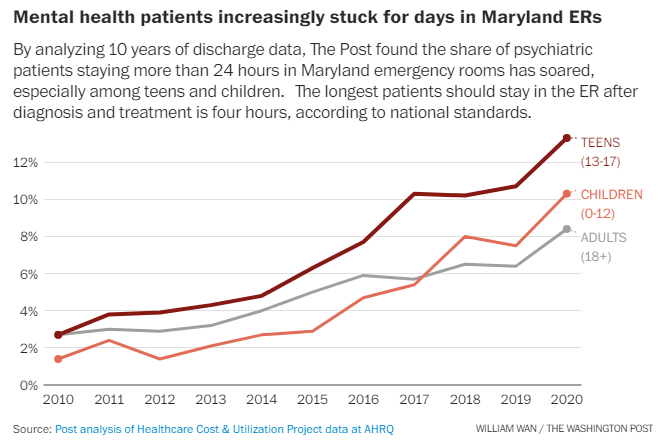 Mental health patients increasingly stuck for days in Maryland ERs
By analyzing 10 years of discharge data, The Post found the share of psychiatric
patients staying more than 24 hours in Maryland emergency rooms has soared,
especially among teens and children.  The longest patients should stay in the ER after
diagnosis and treatment is four hours, according to national standards.
12%
10%
8%
6%
4%
2%
0%
TEENS
(13-17)
CHILDREN
(0-12)
ADULTS
(18+)
2010 2011 2012 2013 2014 2015 2016 2017 2018 2019 2020
Source: Post analysis of Healthcare Cost & Utilization Project data at AHRQ
WILLIAM WAN / THE WASHINGTON POST